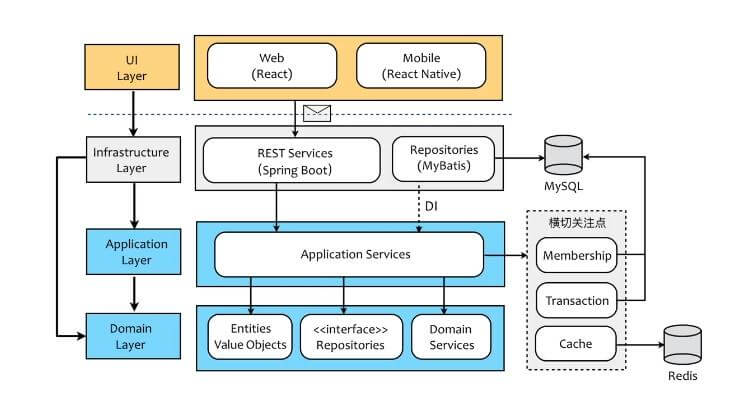 UI
Layer
Web
(React)
Mobile
(React Native)
Infrastructure
Layer
REST Services
(Spring Boot)
Repositories
(MyBatis)
MySQL
DI
Application
Layer
Application Services
横切关注点
Membership
Transaction
Cache
Redis
Domain
Layer
Entities
Value Objects
<<interface>>
Repositories
Domain
Services